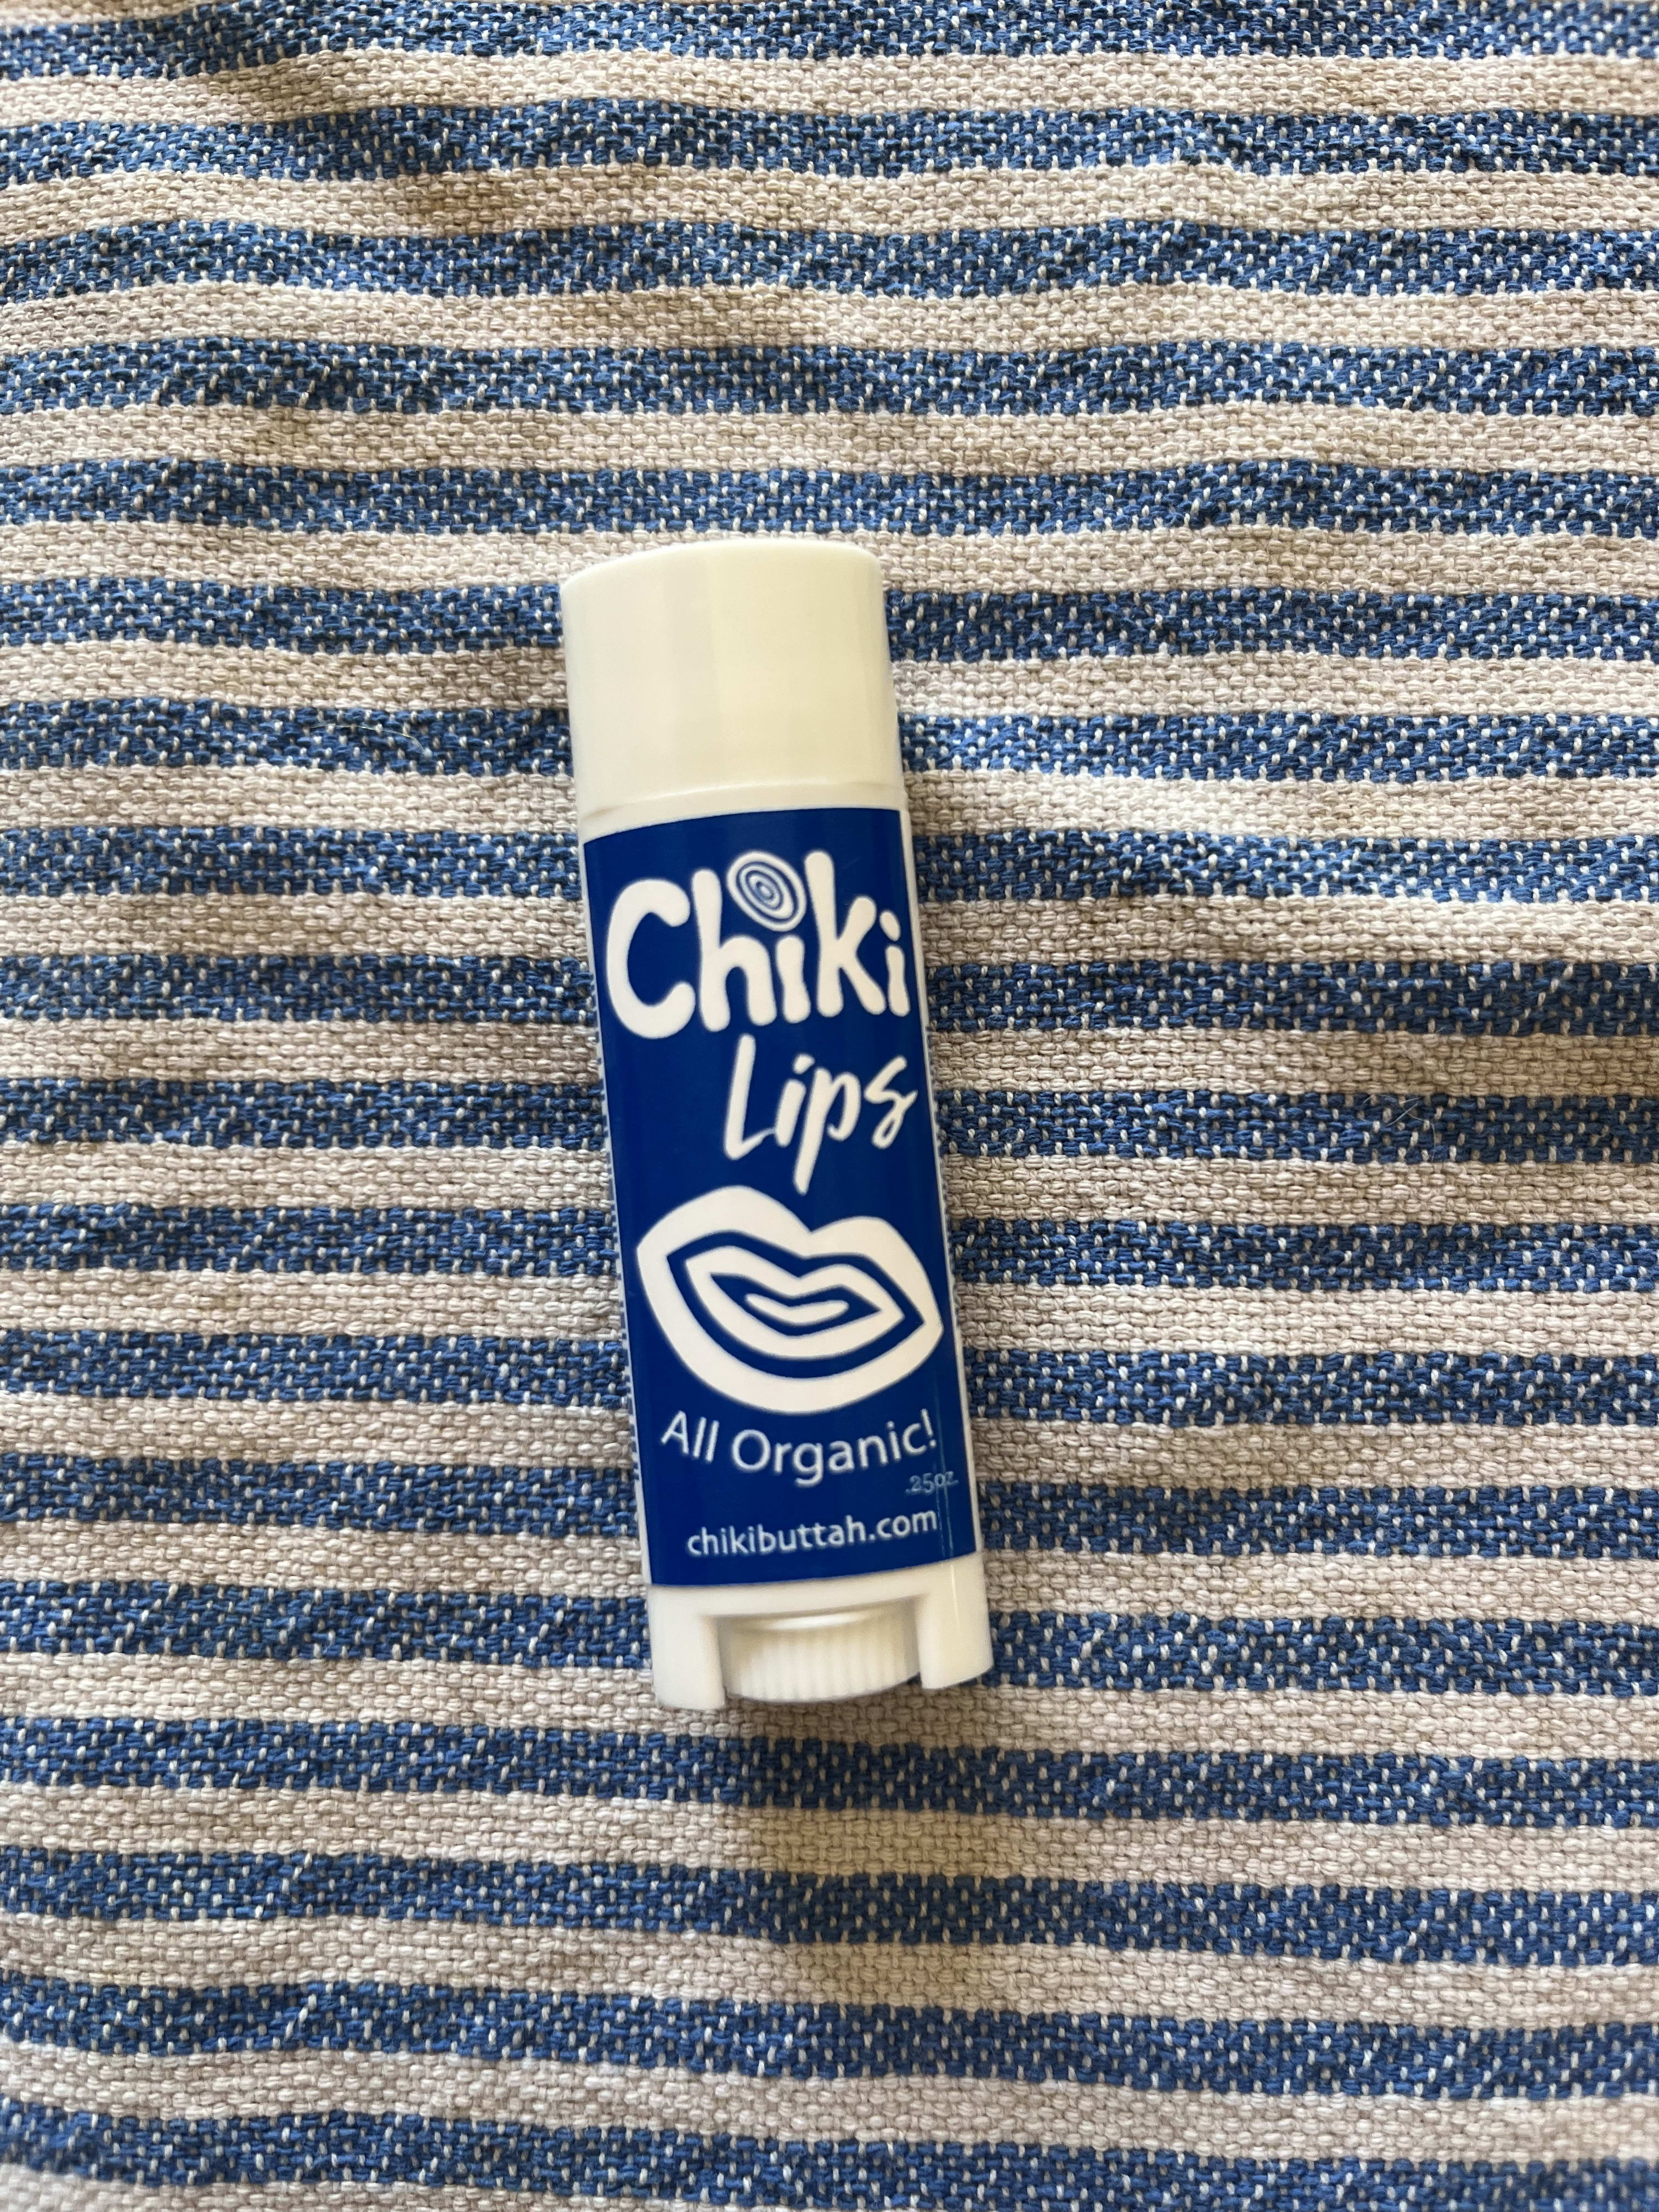 Chiki
Lips
All Organic!
.25oz.
chikibuttah.com